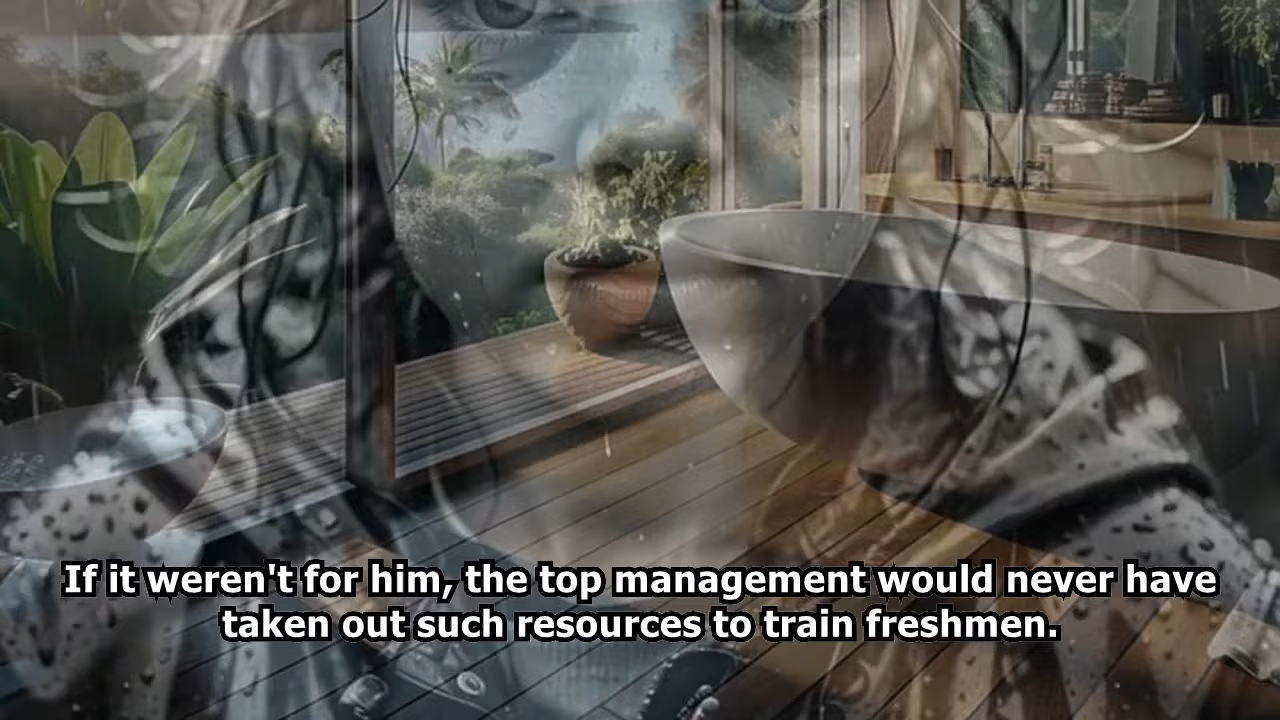 If it weren't for him, the top management would never have
taken out such resources to train freshmen.